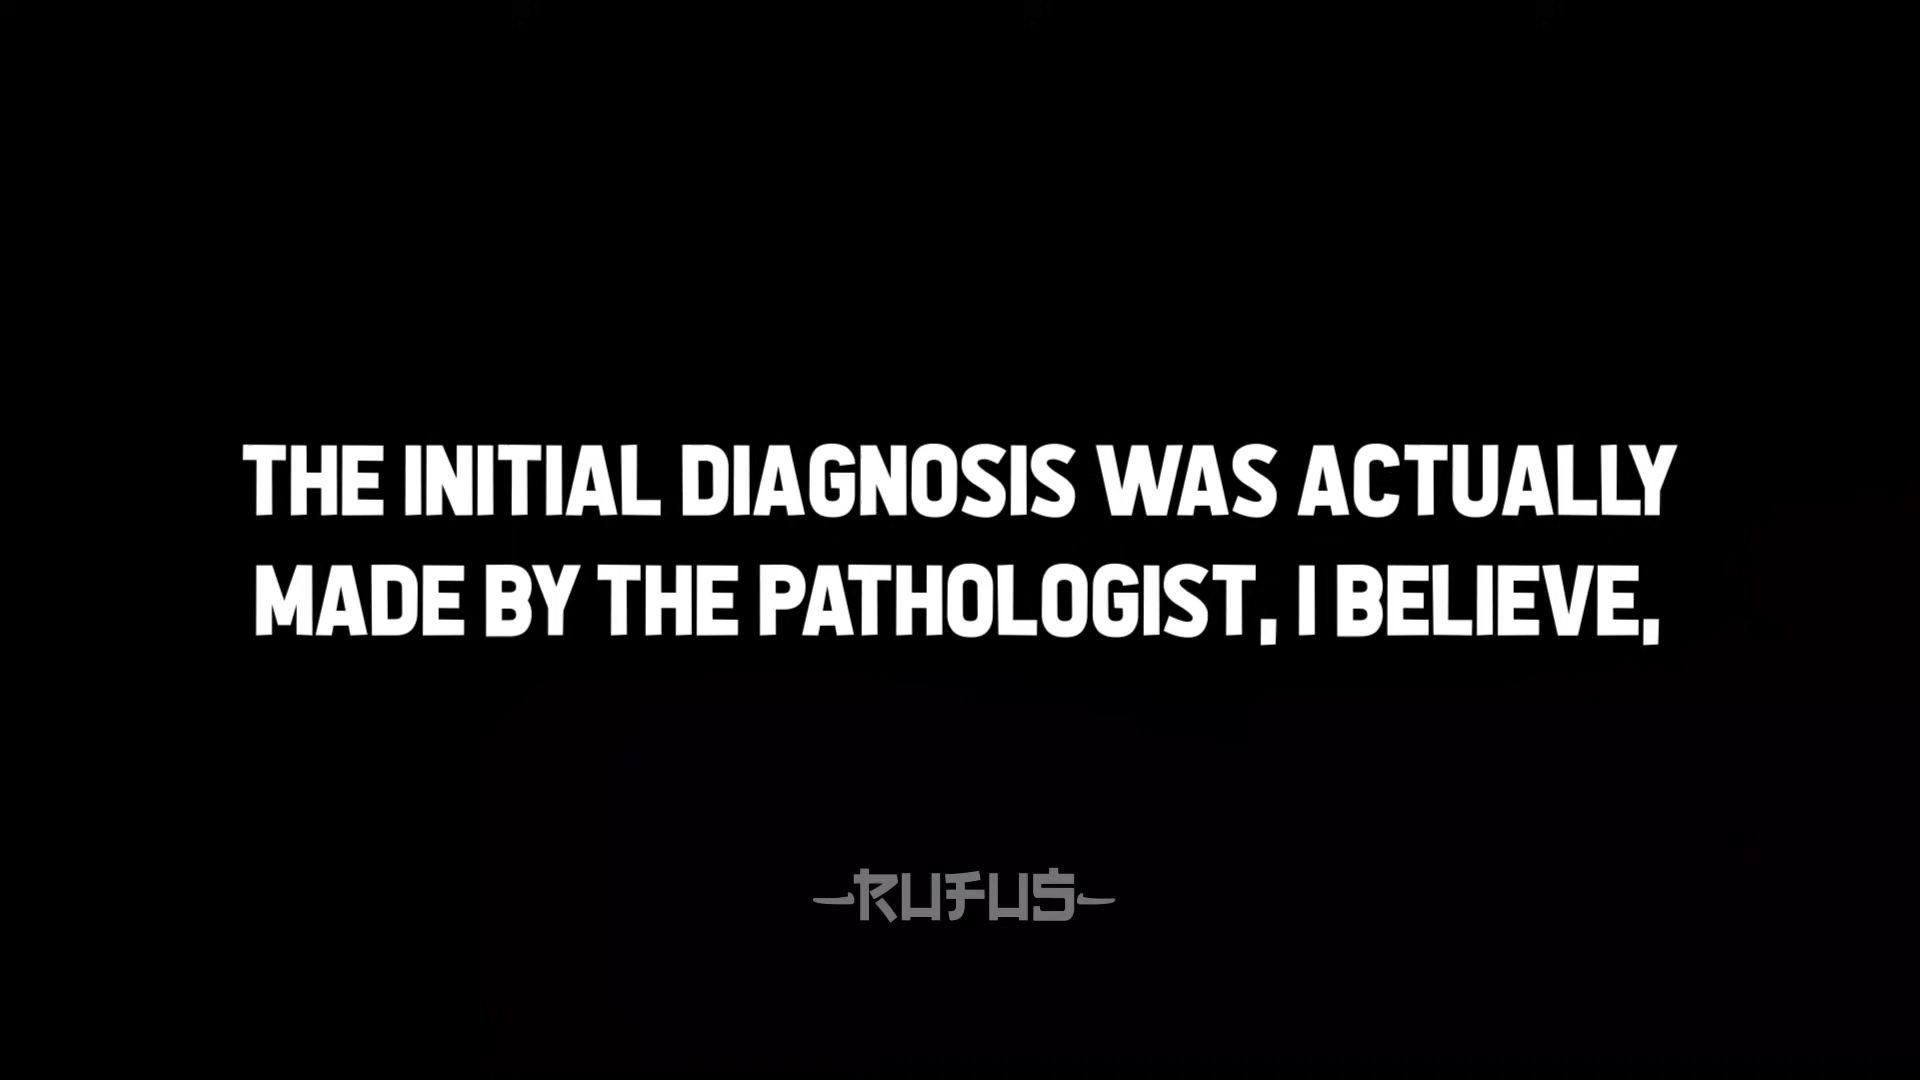 THE INITIAL DIAGNOSIS WAS ACTUALLY
MADE BY THE PATHOLOGIST, I BELIEVE,
RUFUS